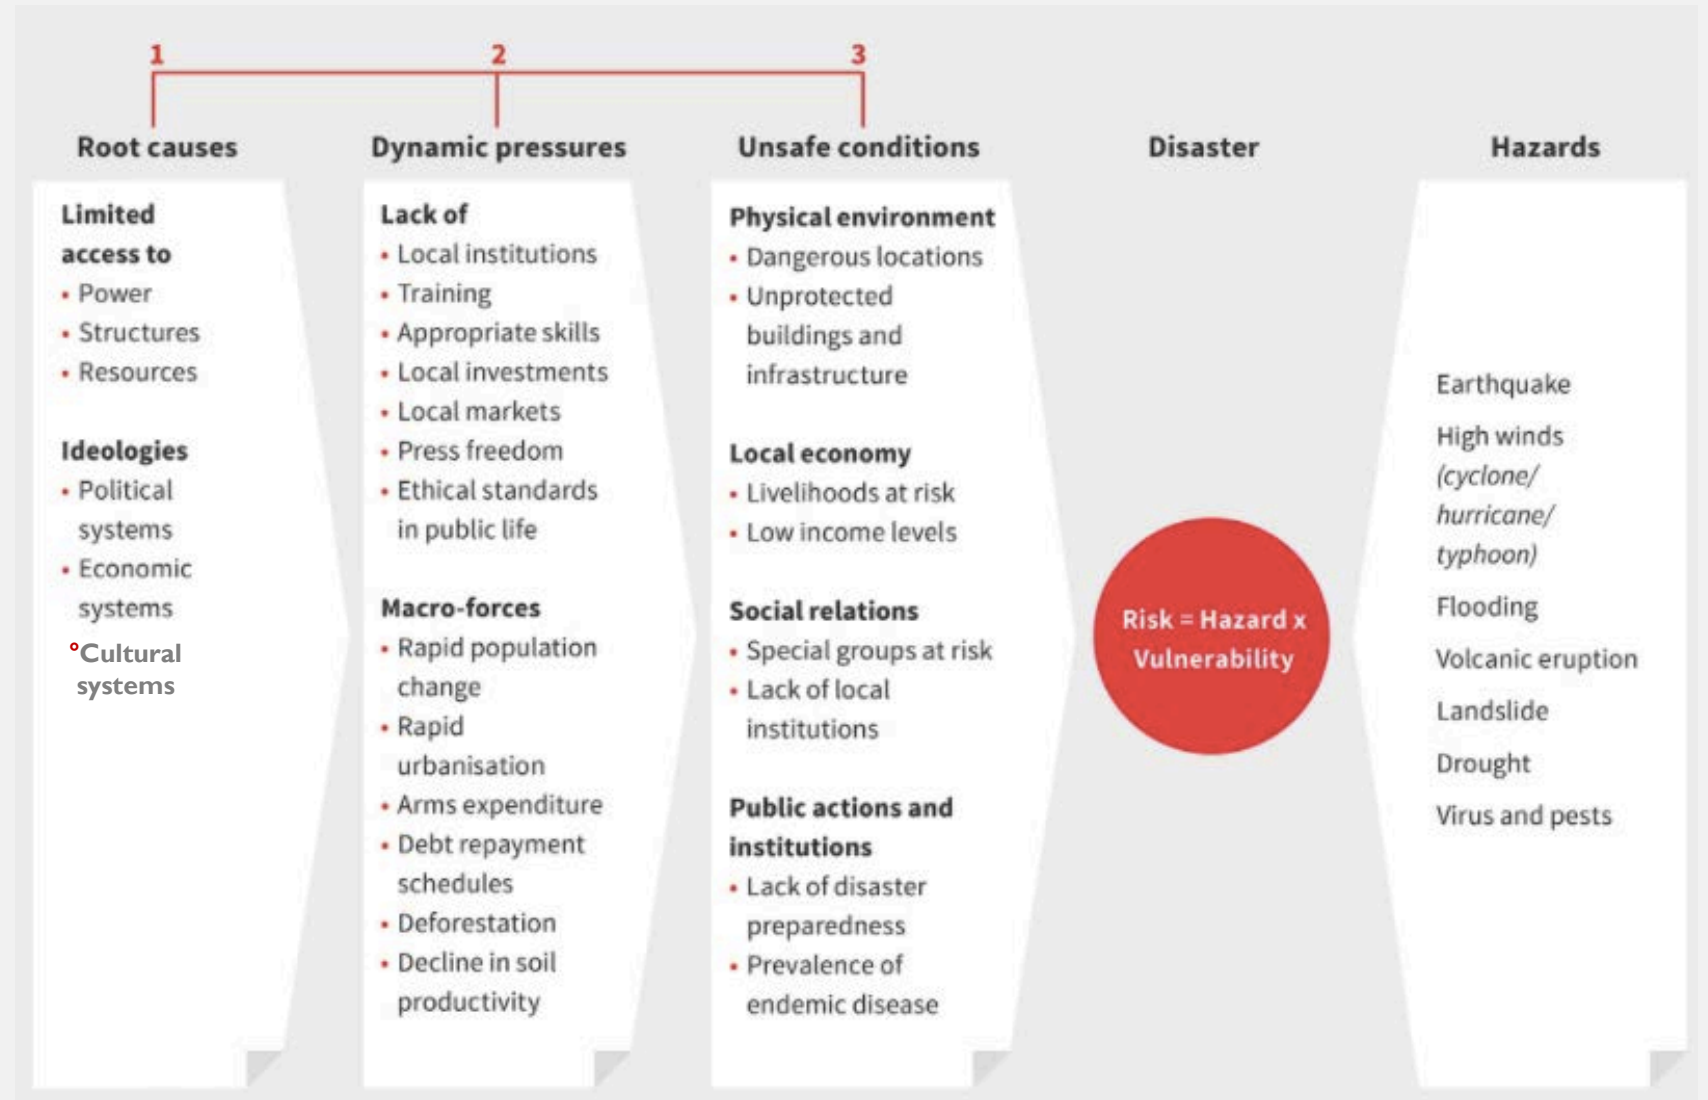 1
2
3
Root causes
Limited
access to
• Power
• Structures
• Resources
Ideologies
• Political
systems
• Economic
systems
°Cultural
systems
Dynamic pressures
Lack of
• Local institutions
• Training
• Appropriate skills
• Local investments
• Local markets
• Press freedom
• Ethical standards
in public life
Macro-forces
• Rapid population
change
• Rapid
urbanisation
• Arms expenditure
• Debt repayment
schedules
• Deforestation
• Decline in soil
productivity
Unsafe conditions
Physical environment
• Dangerous locations
• Unprotected
buildings and
infrastructure
Local economy
• Livelihoods at risk
• Low income levels
Social relations
• Special groups at risk
• Lack of local
institutions
Public actions and
institutions
• Lack of disaster
preparedness
• Prevalence of
endemic disease
Disaster
Risk = Hazard x
Vulnerability
Hazards
Earthquake
High winds
(cyclone/
hurricane/
typhoon)
Flooding
Volcanic eruption
Landslide
Drought
Virus and pests